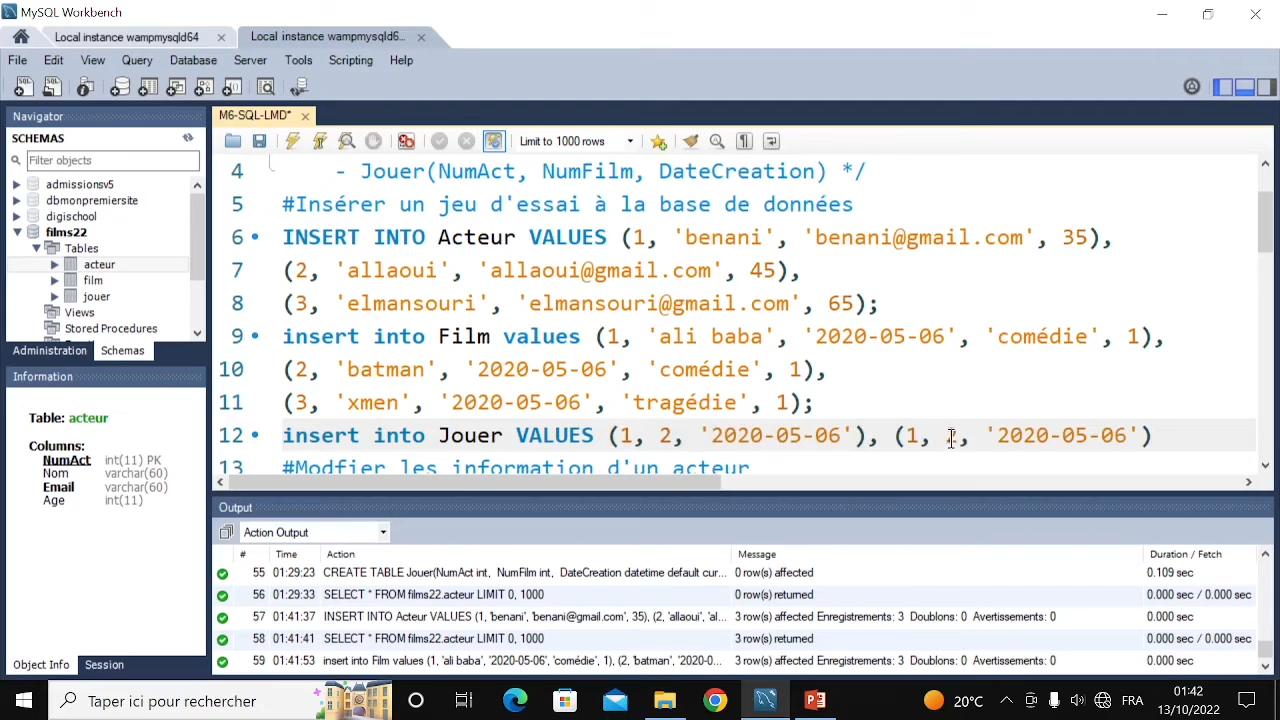 MySQL Workbench
Local instance wampmysqld64
Local instance wampmysqld6...
File Edit View Query Database Server Tools Scripting Help
Navigator
SCHEMAS
Filter objects
admissionsv5
dbmonpremiersite
digischool
films22
Tables
acteur
film
jouer
Views
Stored Procedures
Administration Schemas
Information
Table: acteur
Columns:
NumAct int(11) PK
Nom varchar(60)
Email varchar(60)
Age int(11)
Object Info Session
M6-SQL-LMD*
Limit to 1000 rows
4 - Jouer(NumAct, NumFilm, DateCreation) */
5 #Insérer un jeu d'essai à la base de données
6 INSERT INTO Acteur VALUES (1, 'benani', 'benani@gmail.com', 35),
7 (2, 'allaoui', 'allaoui@gmail.com', 45),
8 (3, 'elmansouri', 'elmansouri@gmail.com', 65);
9 insert into Film values (1, 'ali baba', '2020-05-06', 'comédie', 1),
10 (2, 'batman', '2020-05-06', 'comédie', 1),
11 (3, 'xmen', '2020-05-06', 'tragédie', 1);
12 insert into Jouer VALUES (1, 2, '2020-05-06'), (1, 2, '2020-05-06')
13 #Modfier les information d'un acteur
Output
Action Output
# Time Action Message Duration / Fetch
55 01:29:23 CREATE TABLE Jouer(NumAct int, NumFilm int, DateCreation datetime default cur... 0 row(s) affected 0.109 sec
56 01:29:33 SELECT * FROM films22.acteur LIMIT 0, 1000 0 row(s) returned 0.000 sec / 0.000 sec
57 01:41:37 INSERT INTO Acteur VALUES (1, 'benani', 'benani@gmail.com', 35), (2, 'allaoui', 'al... 3 row(s) affected Enregistrements: 3 Doublons: 0 Avertissements: 0 0.000 sec
58 01:41:41 SELECT * FROM films22.acteur LIMIT 0, 1000 3 row(s) returned 0.000 sec / 0.000 sec
59 01:41:53 insert into Film values (1, 'ali baba', '2020-05-06', 'comédie', 1), (2, 'batman', '2020-0... 3 row(s) affected Enregistrements: 3 Doublons: 0 Avertissements: 0 0.000 sec
Taper ici pour rechercher
20°C
FRA
01:42
13/10/2022